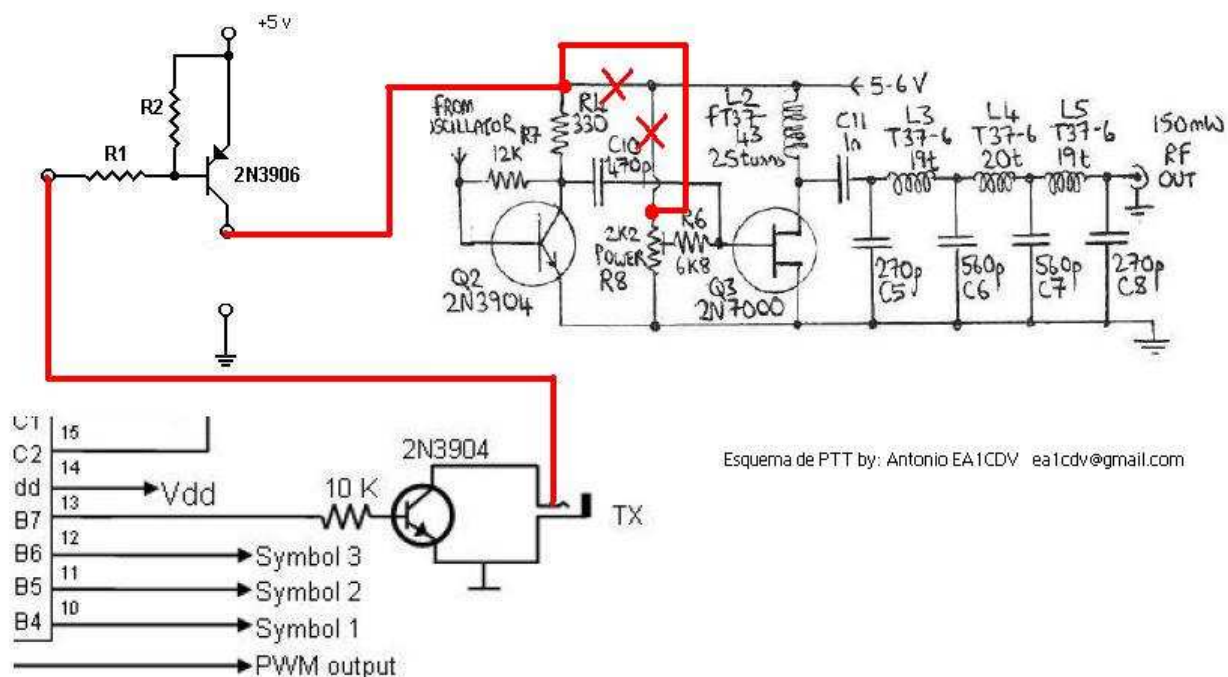 +5 v
R2
R1
2N3906
FROM
OSCILLATOR
R7
12K
R4
330
C10
470p
2K2
POWER
R8
R6
6K8
Q2
2N3904
Q3
2N7000
5-6V
L2
FT37-
43
25turns
C11
1n
L3
T37-6
19t
L4
T37-6
20t
L5
T37-6
19t
150mW
RF
OUT
270p
C5
560p
C6
560p
C7
270p
C8
Esquema de PTT by: Antonio EA1CDV ea1cdv@gmail.com
C1
15
C2
14
dd
Vdd
13
B7
10 K
2N3904
TX
12
B6
Symbol 3
11
B5
Symbol 2
10
B4
Symbol 1
PWM output